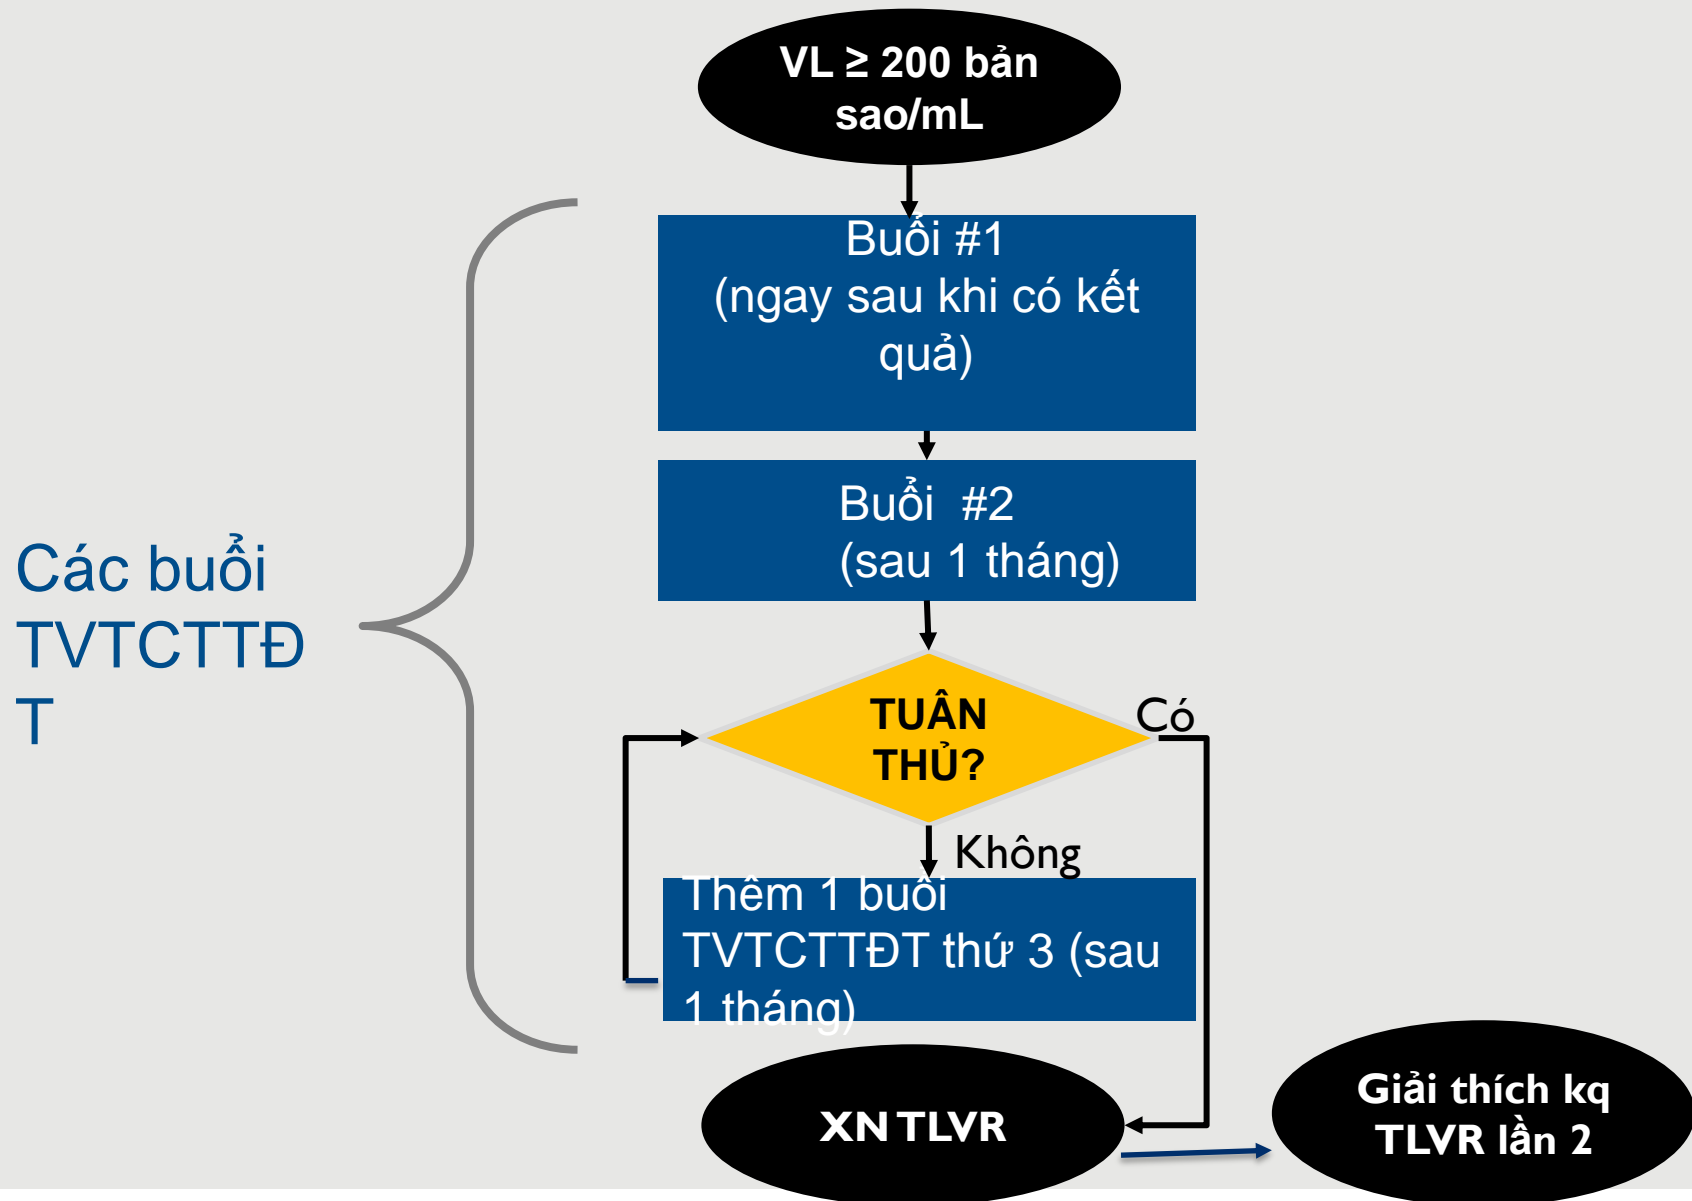 VL ≥ 200 bản
sao/mL
Buổi #1
(ngay sau khi có kết
quả)
Buổi #2
(sau 1 tháng)
Các buổi
TVTCTTĐ
T
TUÂN
THỦ?
Có
Không
Thêm 1 buổi
TVTCTTĐT thứ 3 (sau
1 tháng)
XN TLVR
Giải thích kq
TLVR lần 2